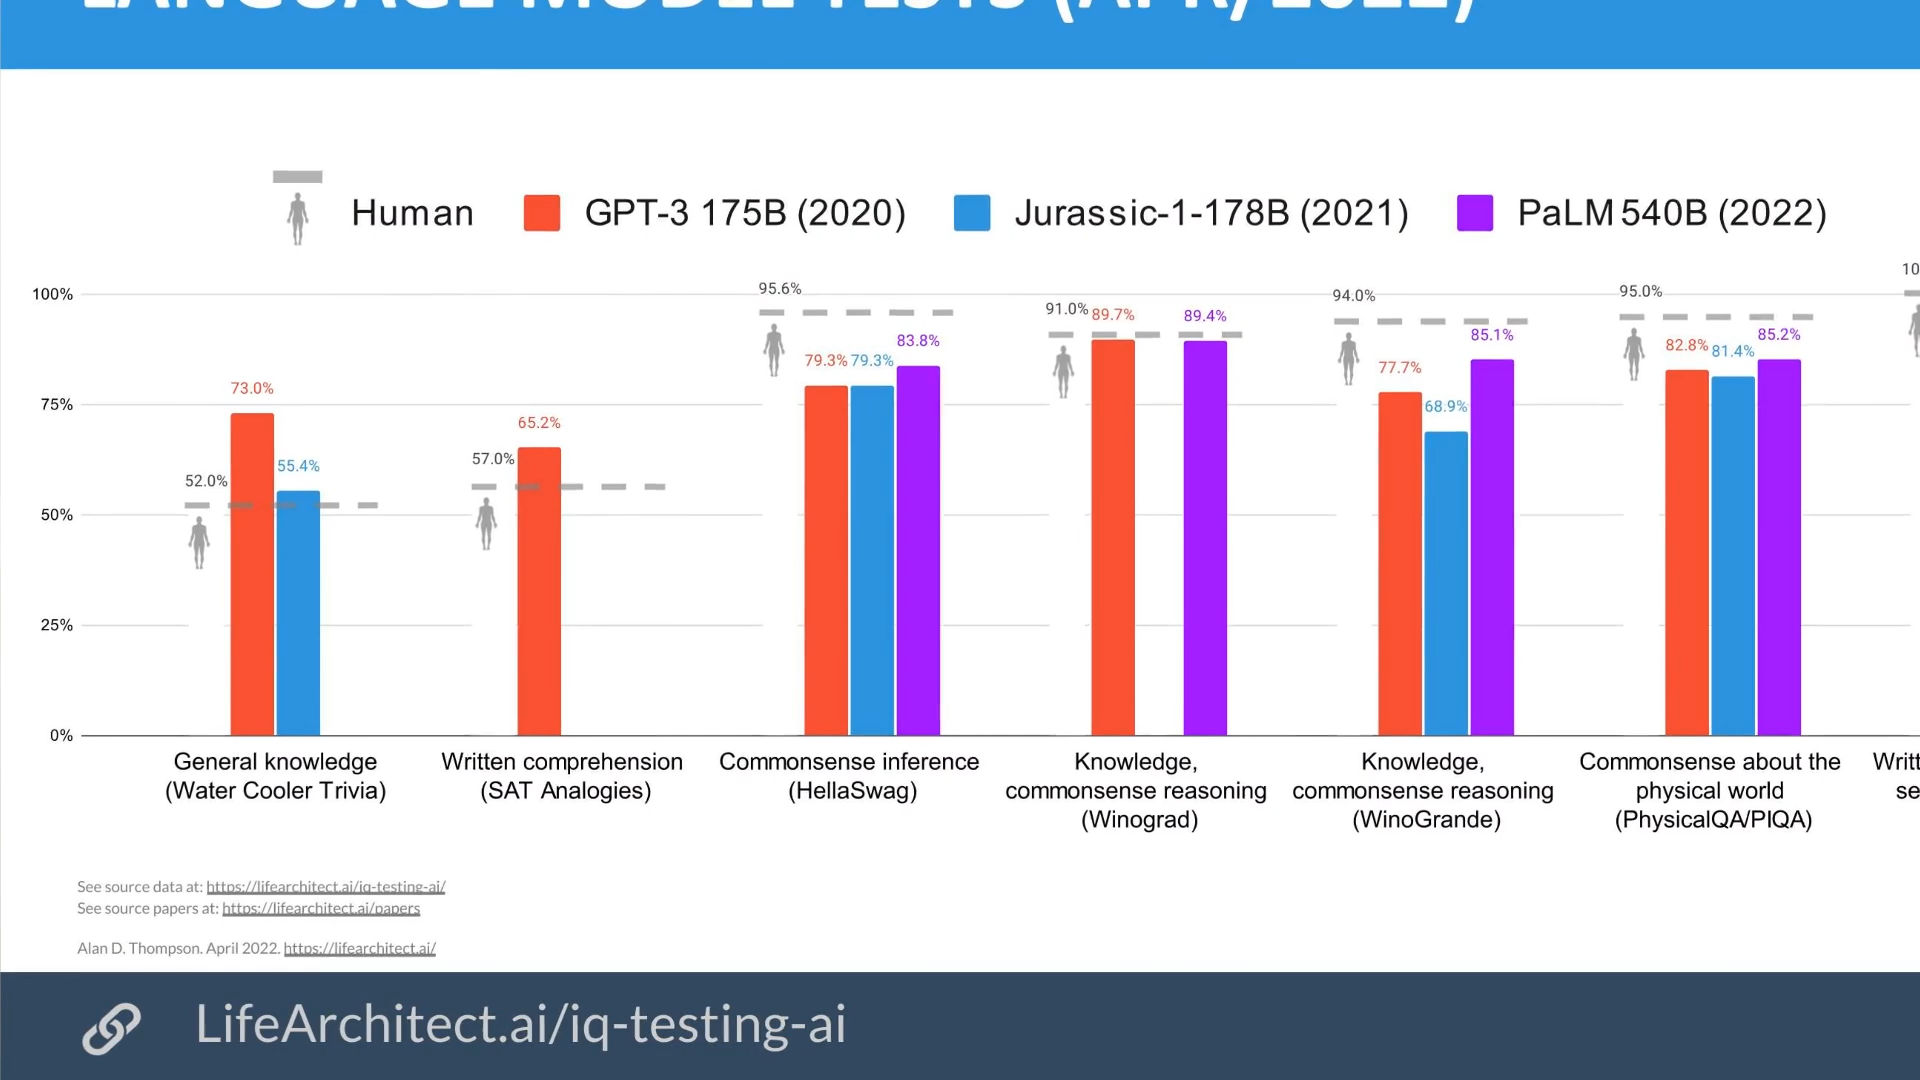 LANGUAGE MODEL TESTS (APR/2022)
Human GPT-3 175B (2020) Jurassic-1-178B (2021) PaLM 540B (2022)
100%
75%
50%
25%
0%
52.0% 73.0% 55.4%
57.0% 65.2%
95.6% 79.3% 79.3% 83.8%
91.0% 89.7% 89.4%
94.0% 77.7% 68.9% 85.1%
95.0% 82.8% 81.4% 85.2%
General knowledge
(Water Cooler Trivia)
Written comprehension
(SAT Analogies)
Commonsense inference
(HellaSwag)
Knowledge,
commonsense reasoning
(Winograd)
Knowledge,
commonsense reasoning
(WinoGrande)
Commonsense about the
physical world
(PhysicalQA/PIQA)
See source data at: https://lifearchitect.ai/iq-testing-ai/
See source papers at: https://lifearchitect.ai/papers
Alan D. Thompson. April 2022. https://lifearchitect.ai/
LifeArchitect.ai/iq-testing-ai